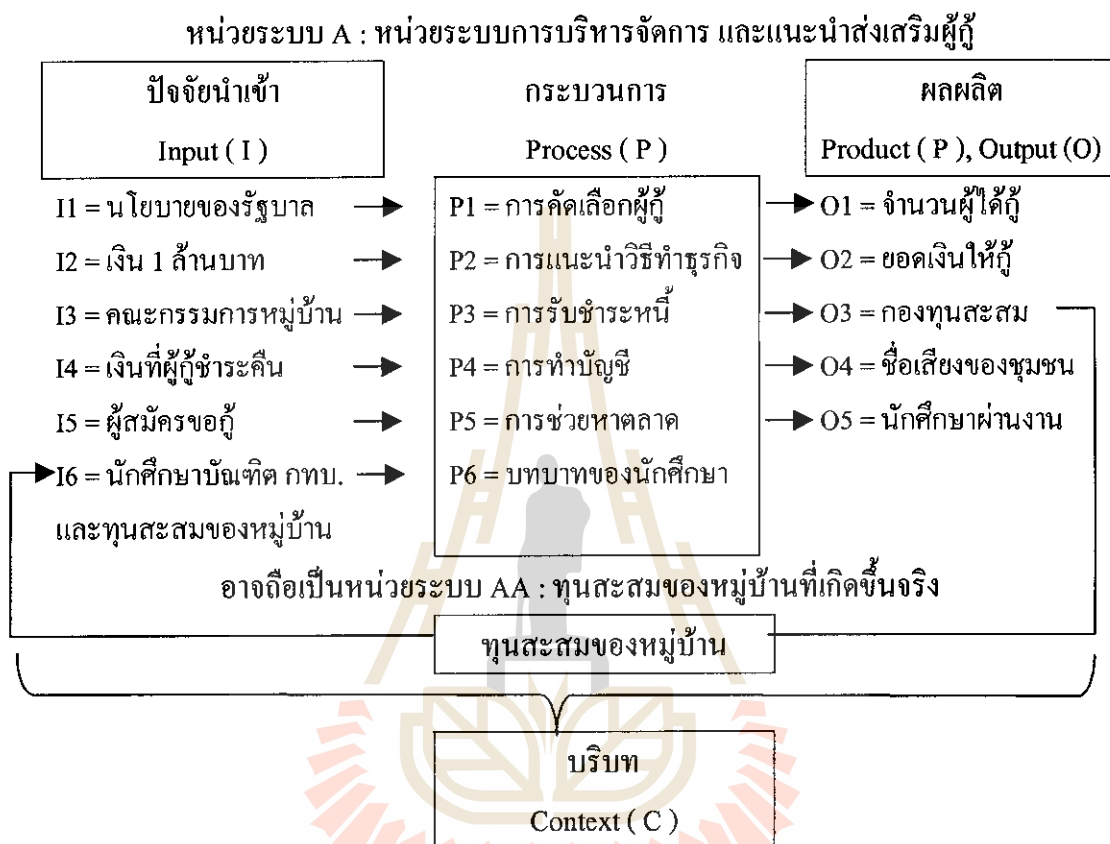 หน่วยระบบ A : หน่วยระบบการบริหารจัดการ และแนะนำส่งเสริมผู้กู้
ปัจจัยนำเข้า
Input ( I )
กระบวนการ
Process ( P )
ผลผลิต
Product ( P ), Output (O)
I1 = นโยบายของรัฐบาล
I2 = เงิน 1 ล้านบาท
I3 = คณะกรรมการหมู่บ้าน
I4 = เงินที่ผู้กู้ชำระคืน
I5 = ผู้สมัครขอกู้
I6 = นักศึกษาบัณฑิต กทบ.
และทุนสะสมของหมู่บ้าน
P1 = การคัดเลือกผู้กู้
P2 = การแนะนำวิธีทำธุรกิจ
P3 = การรับชำระหนี้
P4 = การทำบัญชี
P5 = การช่วยหาตลาด
P6 = บทบาทของนักศึกษา
O1 = จำนวนผู้ได้กู้
O2 = ยอดเงินให้กู้
O3 = กองทุนสะสม
O4 = ชื่อเสียงของชุมชน
O5 = นักศึกษาผ่านงาน
อาจถือเป็นหน่วยระบบ AA : ทุนสะสมของหมู่บ้านที่เกิดขึ้นจริง
ทุนสะสมของหมู่บ้าน
บริบท
Context ( C )